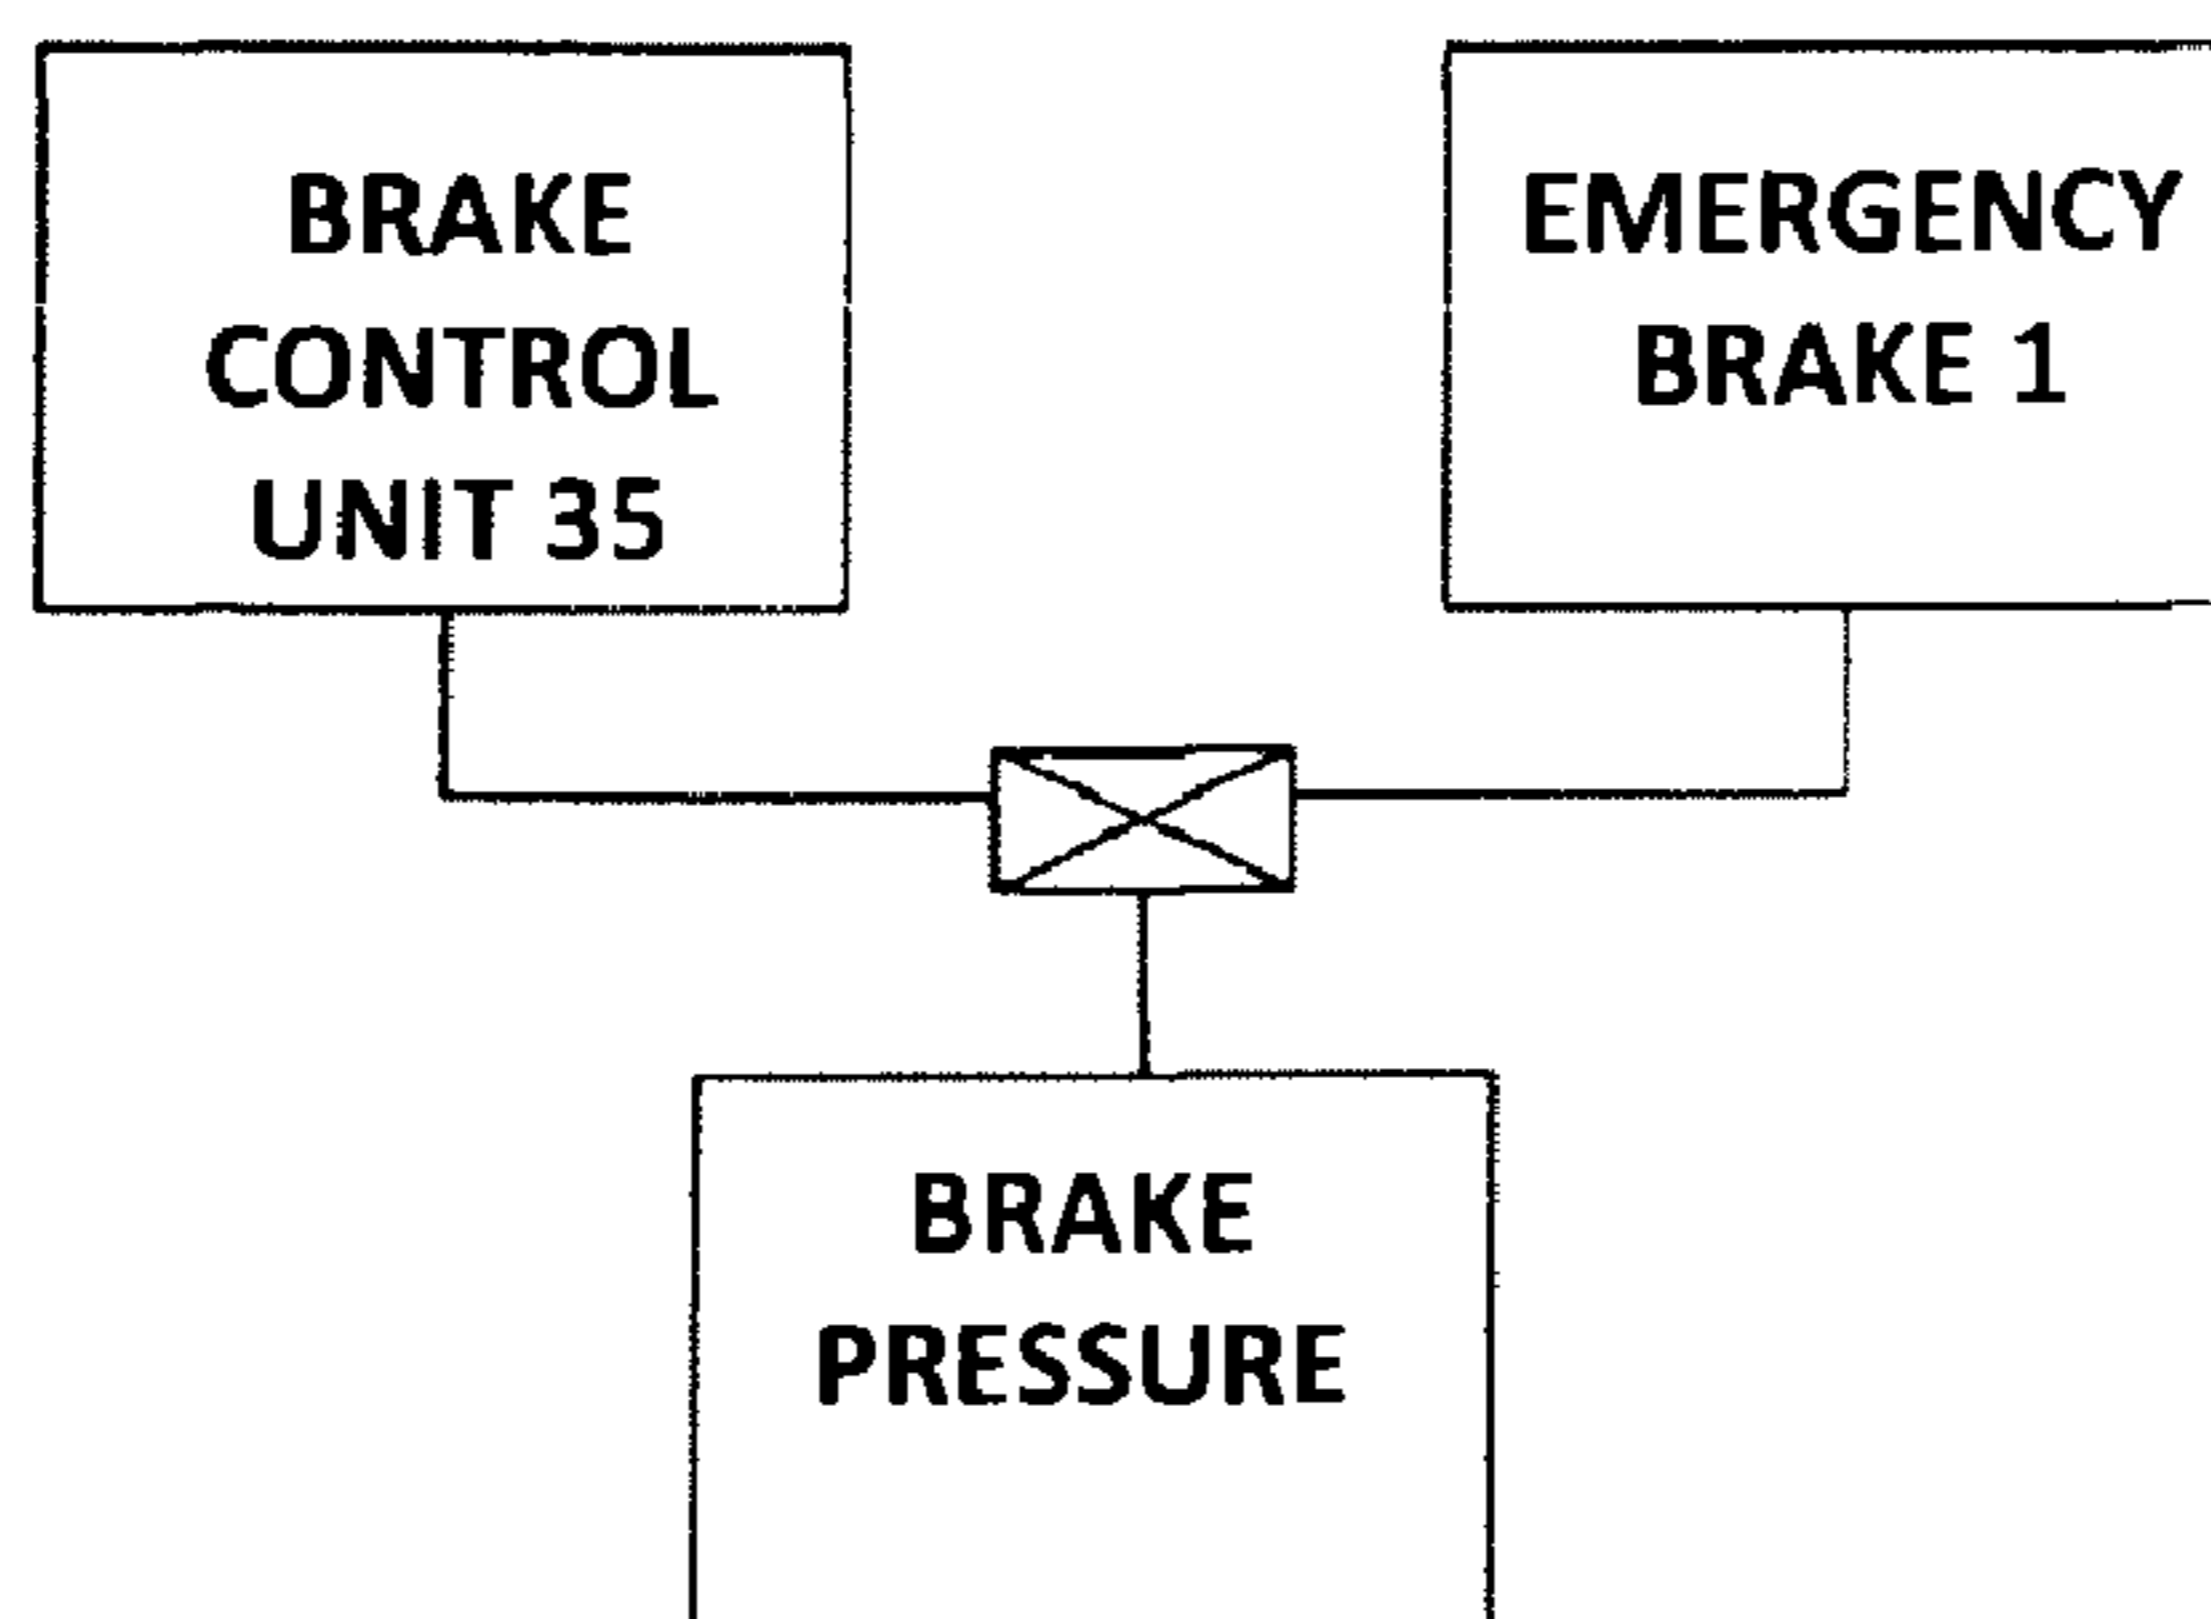 BRAKE
CONTROL
UNIT 35
EMERGENCY
BRAKE 1
BRAKE
PRESSURE